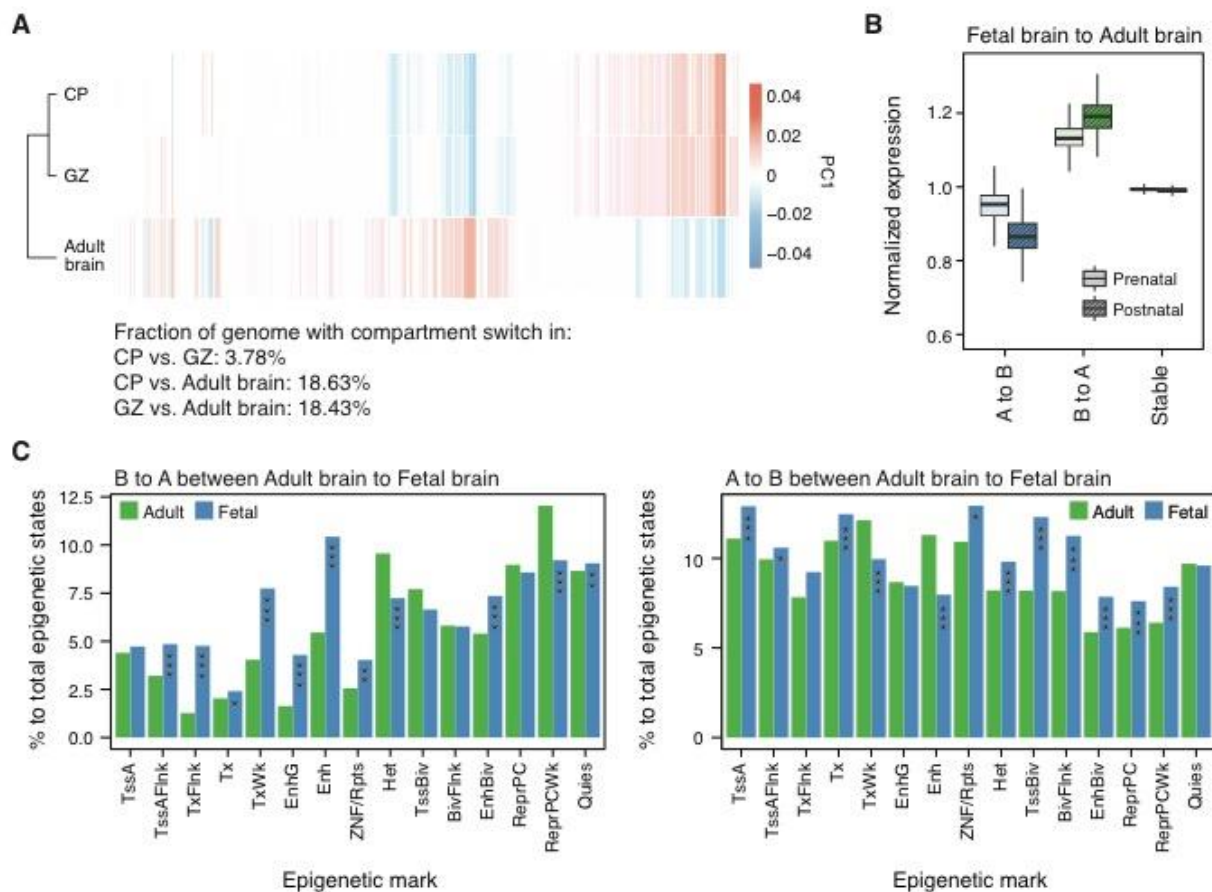 A
CP
GZ
Adult
brain
0.04
0.02
0
−0.02
−0.04
PC1
Fraction of genome with compartment switch in:
CP vs. GZ: 3.78%
CP vs. Adult brain: 18.63%
GZ vs. Adult brain: 18.43%
B
Fetal brain to Adult brain
Normalized expression
1.2
1.0
0.8
0.6
Prenatal
Postnatal
A to B
B to A
Stable
C
B to A between Adult brain to Fetal brain
% to total epigenetic states
12.5
10.0
7.5
5.0
2.5
0.0
Adult
Fetal
TssA
TssAFlnk
TxFlnk
Tx
TxWk
EnhG
Enh
ZNF/Rpts
Het
TssBiv
BivFlnk
EnhBiv
ReprPC
ReprPCWk
Quies
Epigenetic mark
A to B between Adult brain to Fetal brain
% to total epigenetic states
10
5
0
Adult
Fetal
TssA
TssAFlnk
TxFlnk
Tx
TxWk
EnhG
Enh
ZNF/Rpts
Het
TssBiv
BivFlnk
EnhBiv
ReprPC
ReprPCWk
Quies
Epigenetic mark